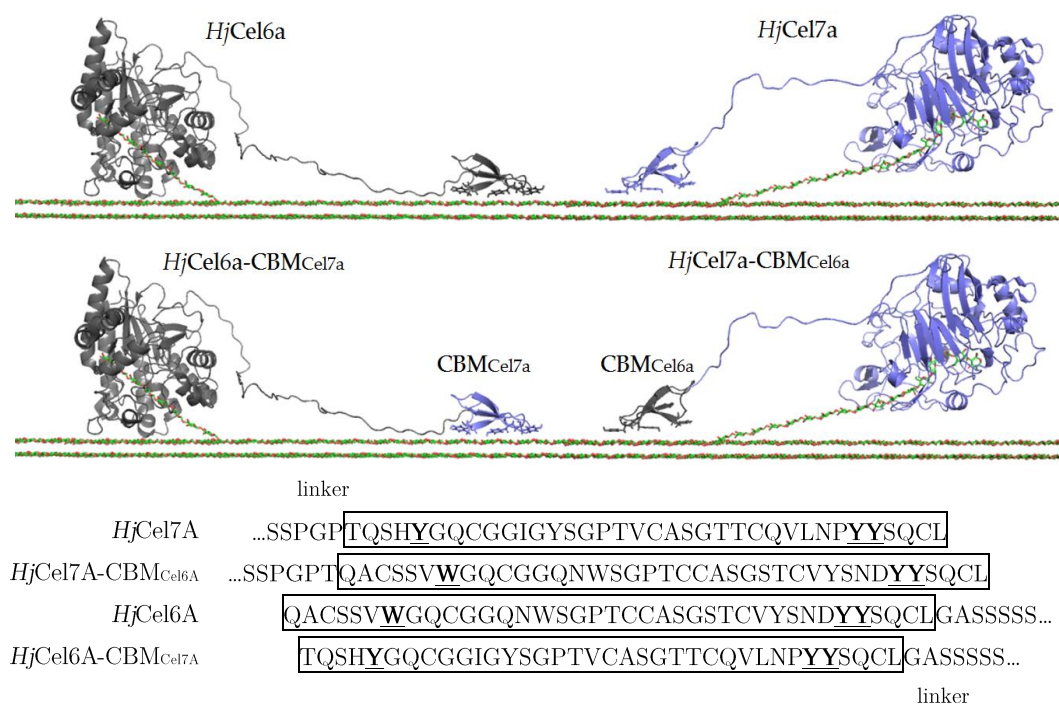 HjCel6a
HjCel7a
HjCel6a-CBMCel7a
HjCel7a-CBMCel6a
CBMCel7a
CBMCel6a
linker
HjCel7A ...SSPGPTQSHYGQCGGIGYSGPTVCASGTTCQVLNPYYSQCL
HjCel7A-CBMCel6A ...SSPGPTQACSSVWGQCGGQNWSGPTCCASGSTCVYSNDYYSQCL
HjCel6A QACSSVWGQCGGQNWSGPTCCASGSTCVYSNDYYSQCLGASSSSS...
HjCel6A-CBMCel7A TQSHYGQCGGIGYSGPTVCASGTTCQVLNPYYSQCLGASSSSS...
linker